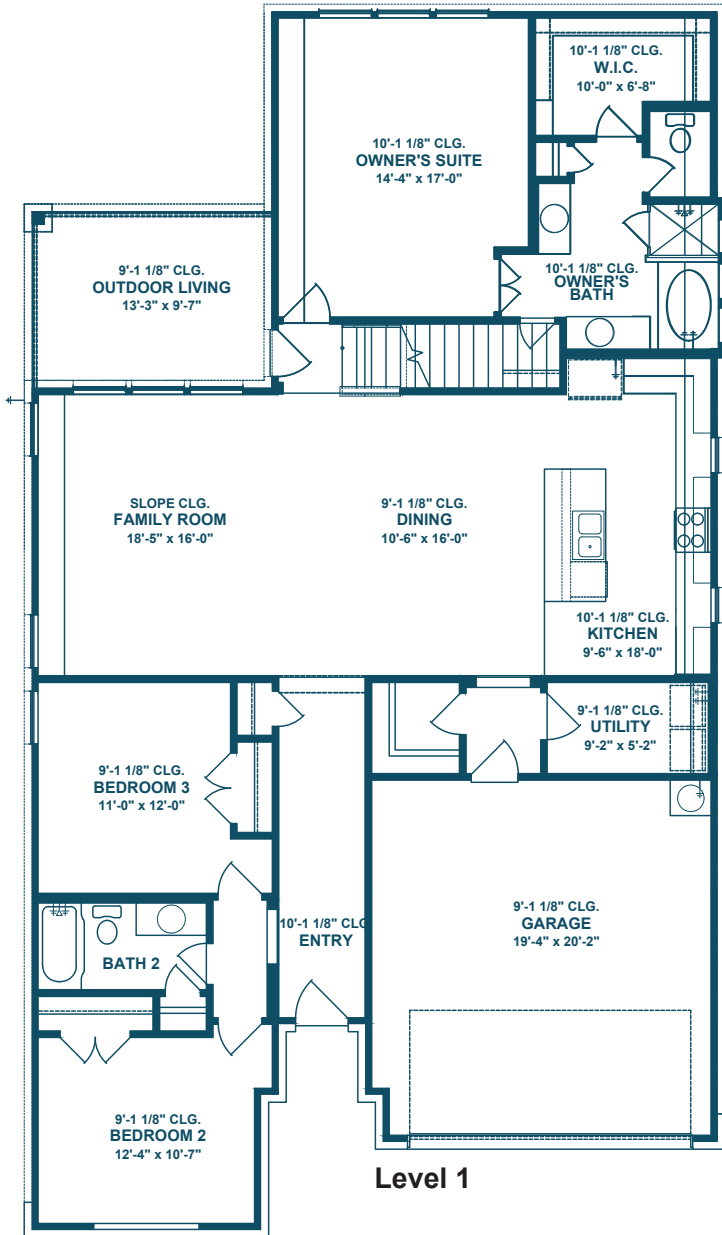 10'-1 1/8" CLG.
W.I.C.
10'-0" x 6'-8"
10'-1 1/8" CLG.
OWNER'S SUITE
14'-4" x 17'-0"
9'-1 1/8" CLG.
OUTDOOR LIVING
13'-3" x 9'-7"
10'-1 1/8" CLG.
OWNER'S
BATH
SLOPE CLG.
FAMILY ROOM
18'-5" x 16'-0"
9'-1 1/8" CLG.
DINING
10'-6" x 16'-0"
10'-1 1/8" CLG.
KITCHEN
9'-6" x 18'-0"
9'-1 1/8" CLG.
UTILITY
9'-2" x 5'-2"
9'-1 1/8" CLG.
BEDROOM 3
11'-0" x 12'-0"
10'-1 1/8" CLG
ENTRY
9'-1 1/8" CLG.
GARAGE
19'-4" x 20'-2"
BATH 2
9'-1 1/8" CLG.
BEDROOM 2
12'-4" x 10'-7"
Level 1